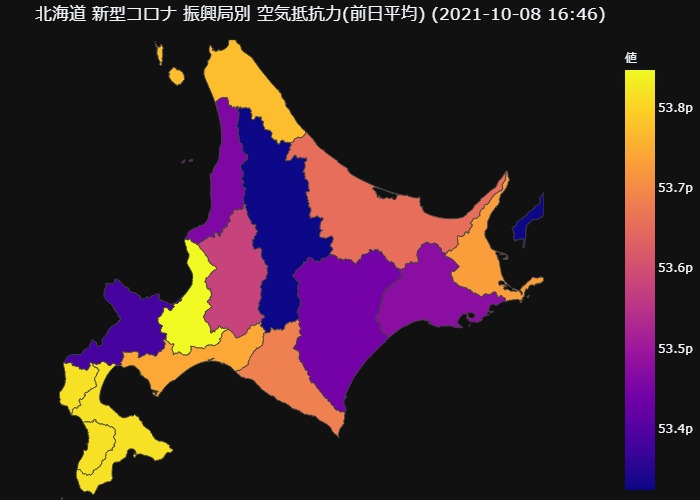 北海道 新型コロナ 振興局別 空気抵抗力(前日平均) (2021-10-08 16:46)
値
53.8p
53.7p
53.6p
53.5p
53.4p